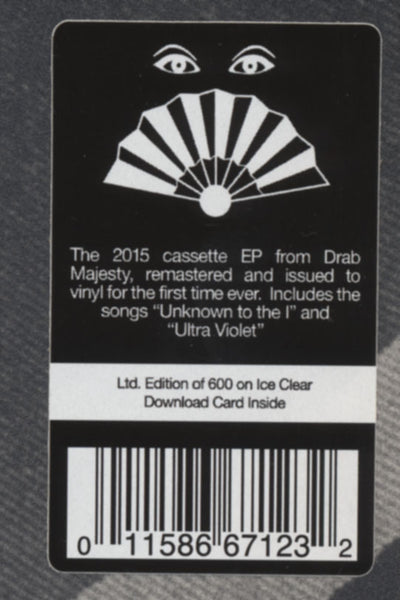 The 2015 cassette EP from Drab
Majesty, remastered and issued to
vinyl for the first time ever. Includes the
songs “Unknown to the I” and
“Ultra Violet”
Ltd. Edition of 600 on Ice Clear
Download Card Inside
0 11586 67123 2